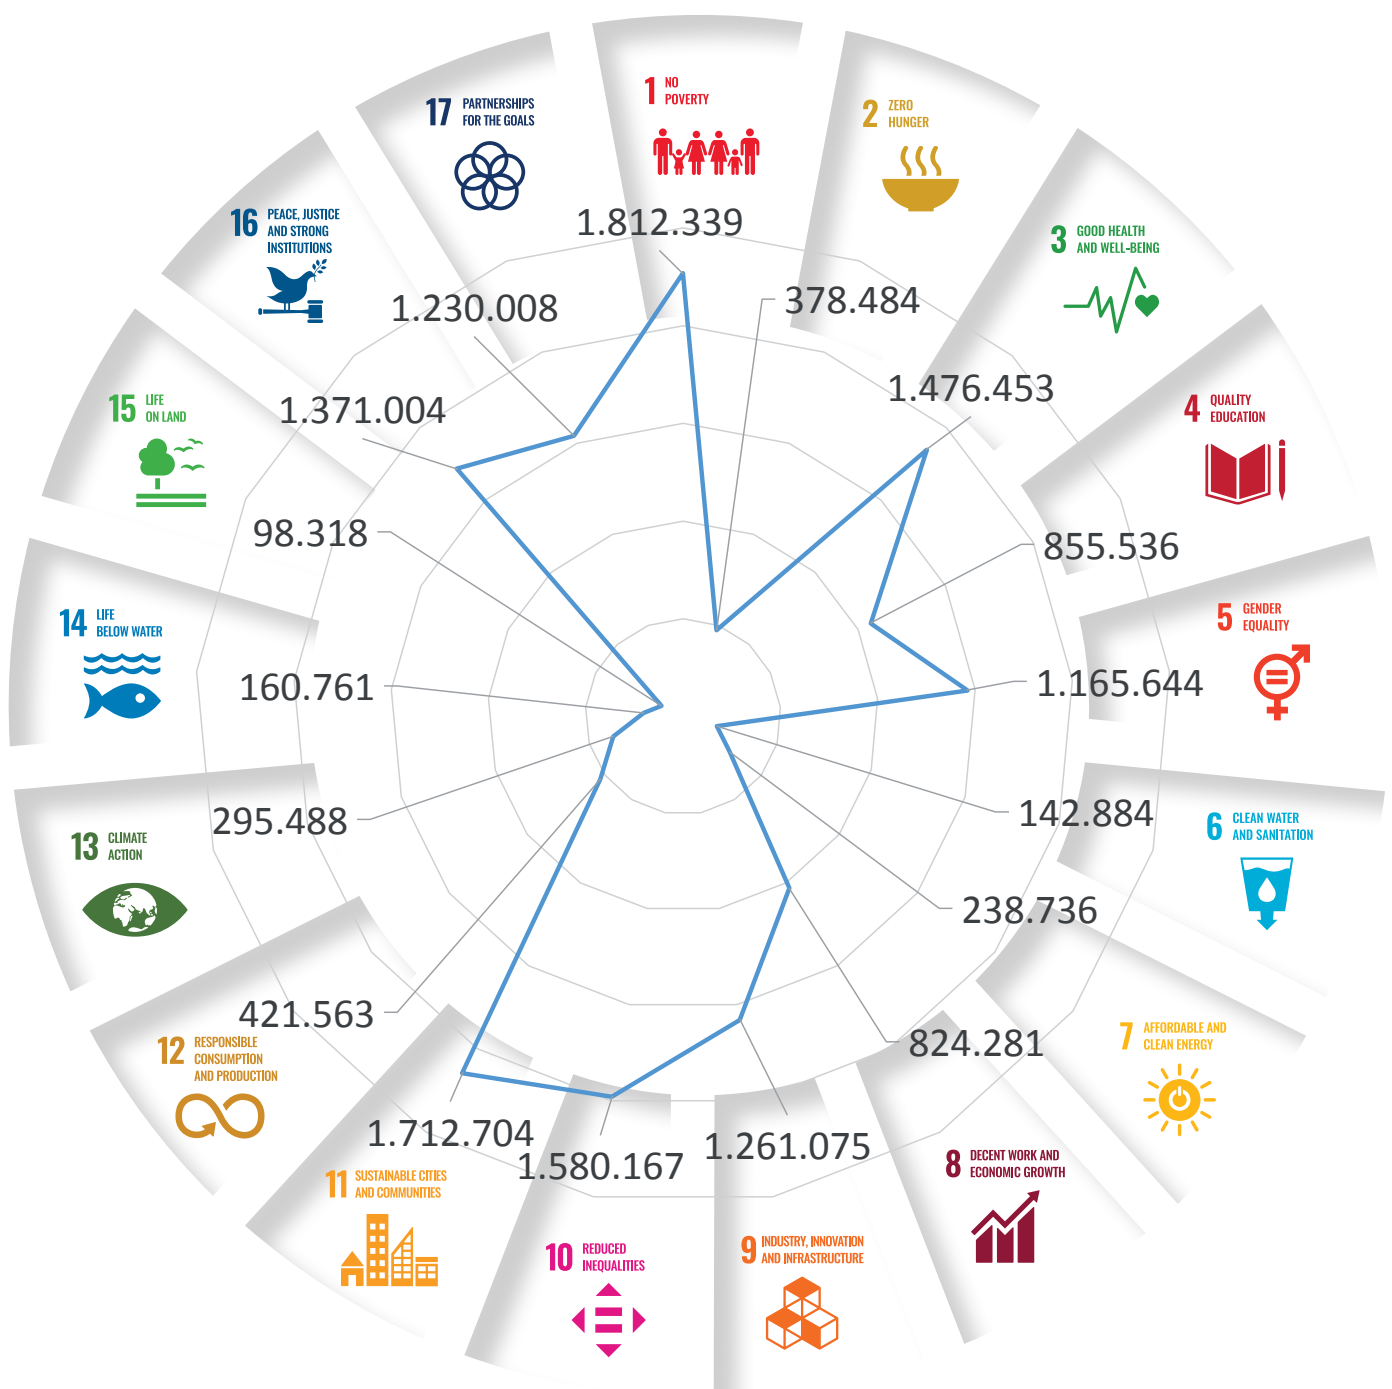 1 NO
POVERTY
1.812.339
2 ZERO
HUNGER
378.484
3 GOOD HEALTH
AND WELL-BEING
1.476.453
4 QUALITY
EDUCATION
855.536
5 GENDER
EQUALITY
1.165.644
6 CLEAN WATER
AND SANITATION
142.884
7 AFFORDABLE AND
CLEAN ENERGY
238.736
8 DECENT WORK AND
ECONOMIC GROWTH
824.281
9 INDUSTRY, INNOVATION
AND INFRASTRUCTURE
1.261.075
10 REDUCED
INEQUALITIES
1.580.167
11 SUSTAINABLE CITIES
AND COMMUNITIES
1.712.704
12 RESPONSIBLE
CONSUMPTION
AND PRODUCTION
421.563
13 CLIMATE
ACTION
295.488
14 LIFE
BELOW WATER
160.761
15 LIFE
ON LAND
98.318
16 PEACE, JUSTICE
AND STRONG
INSTITUTIONS
1.371.004
17 PARTNERSHIPS
FOR THE GOALS
1.230.008